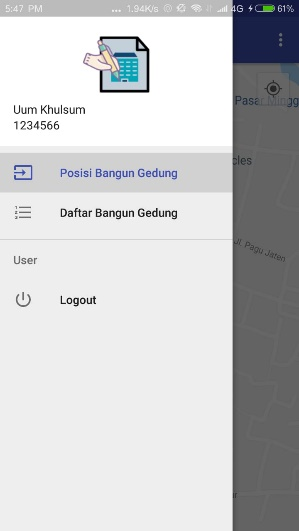 5:47 PM
... 1.94K/s
4G
61%
Uum Khulsum
1234566
Posisi Bangun Gedung
Daftar Bangun Gedung
User
Logout
Pasar Mingg
cles
Jl. Pagu Jaten